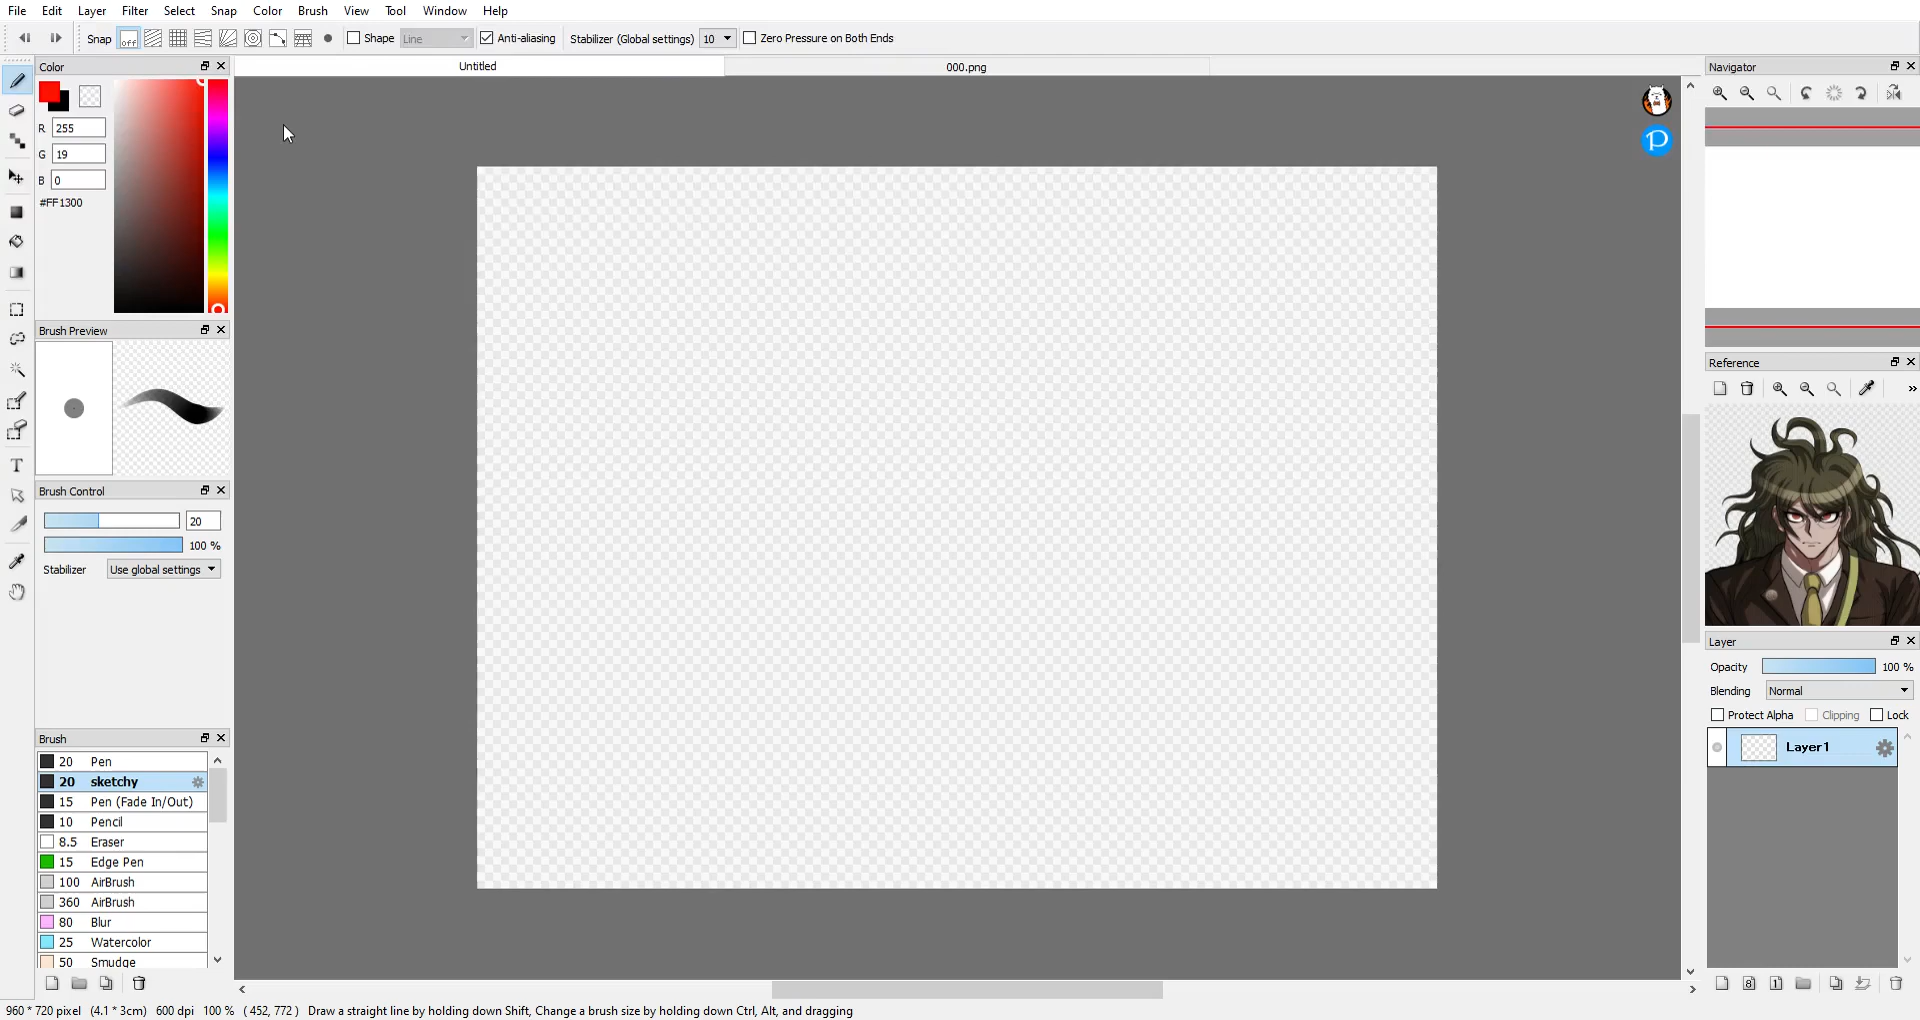 File Edit Layer Filter Select Snap Color Brush View Tool Window Help
Snap off Shape Line Anti-aliasing Stabilizer (Global settings) 10 Zero Pressure on Both Ends
Color
Untitled
000.png
Navigator
R 255
G 19
B 0
#FF1300
P
Brush Preview
Reference
»
T
Brush Control
20
100 %
Stabilizer Use global settings
Layer
Opacity 100 %
Blending Normal
Protect Alpha Clipping Lock
Layer1
Brush
20 Pen
20 sketchy
15 Pen (Fade In/Out)
10 Pencil
8.5 Eraser
15 Edge Pen
100 AirBrush
360 AirBrush
80 Blur
25 Watercolor
50 Smudge
8 1
960 * 720 pixel (4.1 * 3cm) 600 dpi 100 % ( 452, 772 ) Draw a straight line by holding down Shift, Change a brush size by holding down Ctrl, Alt, and dragging